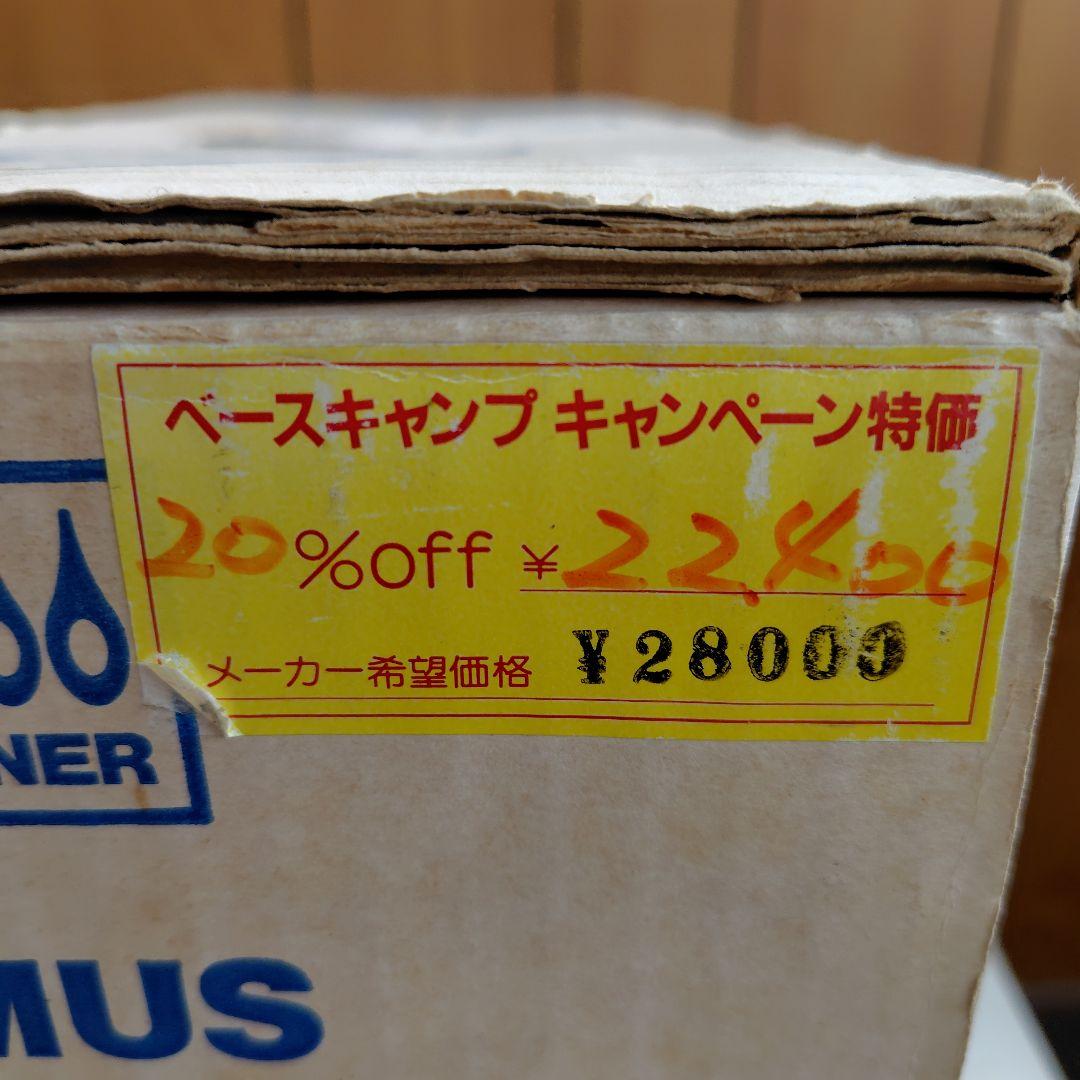 ベースキャンプ キャンペーン特価
20%off ¥22,400
メーカー希望価格 ¥28000
NER
MUS